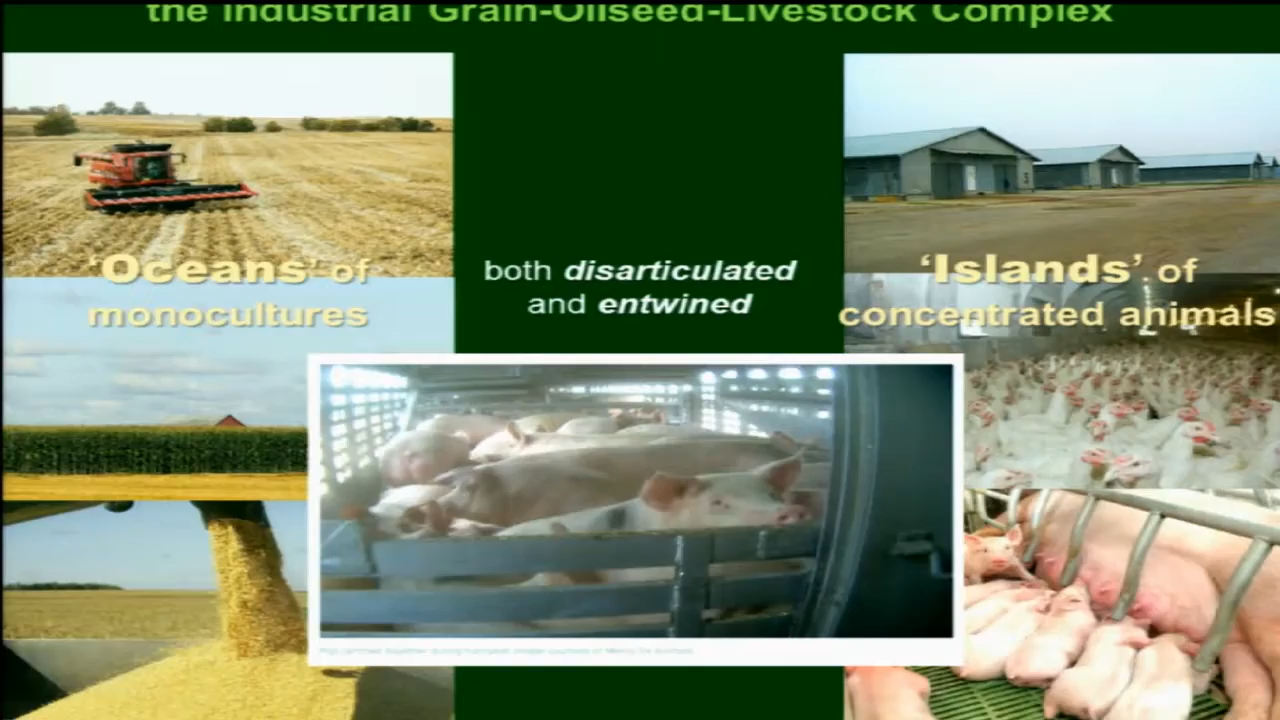 the Industrial Grain-Oilseed-Livestock Complex
'Oceans' of
monocultures
both disarticulated
and entwined
'Islands' of
concentrated animals